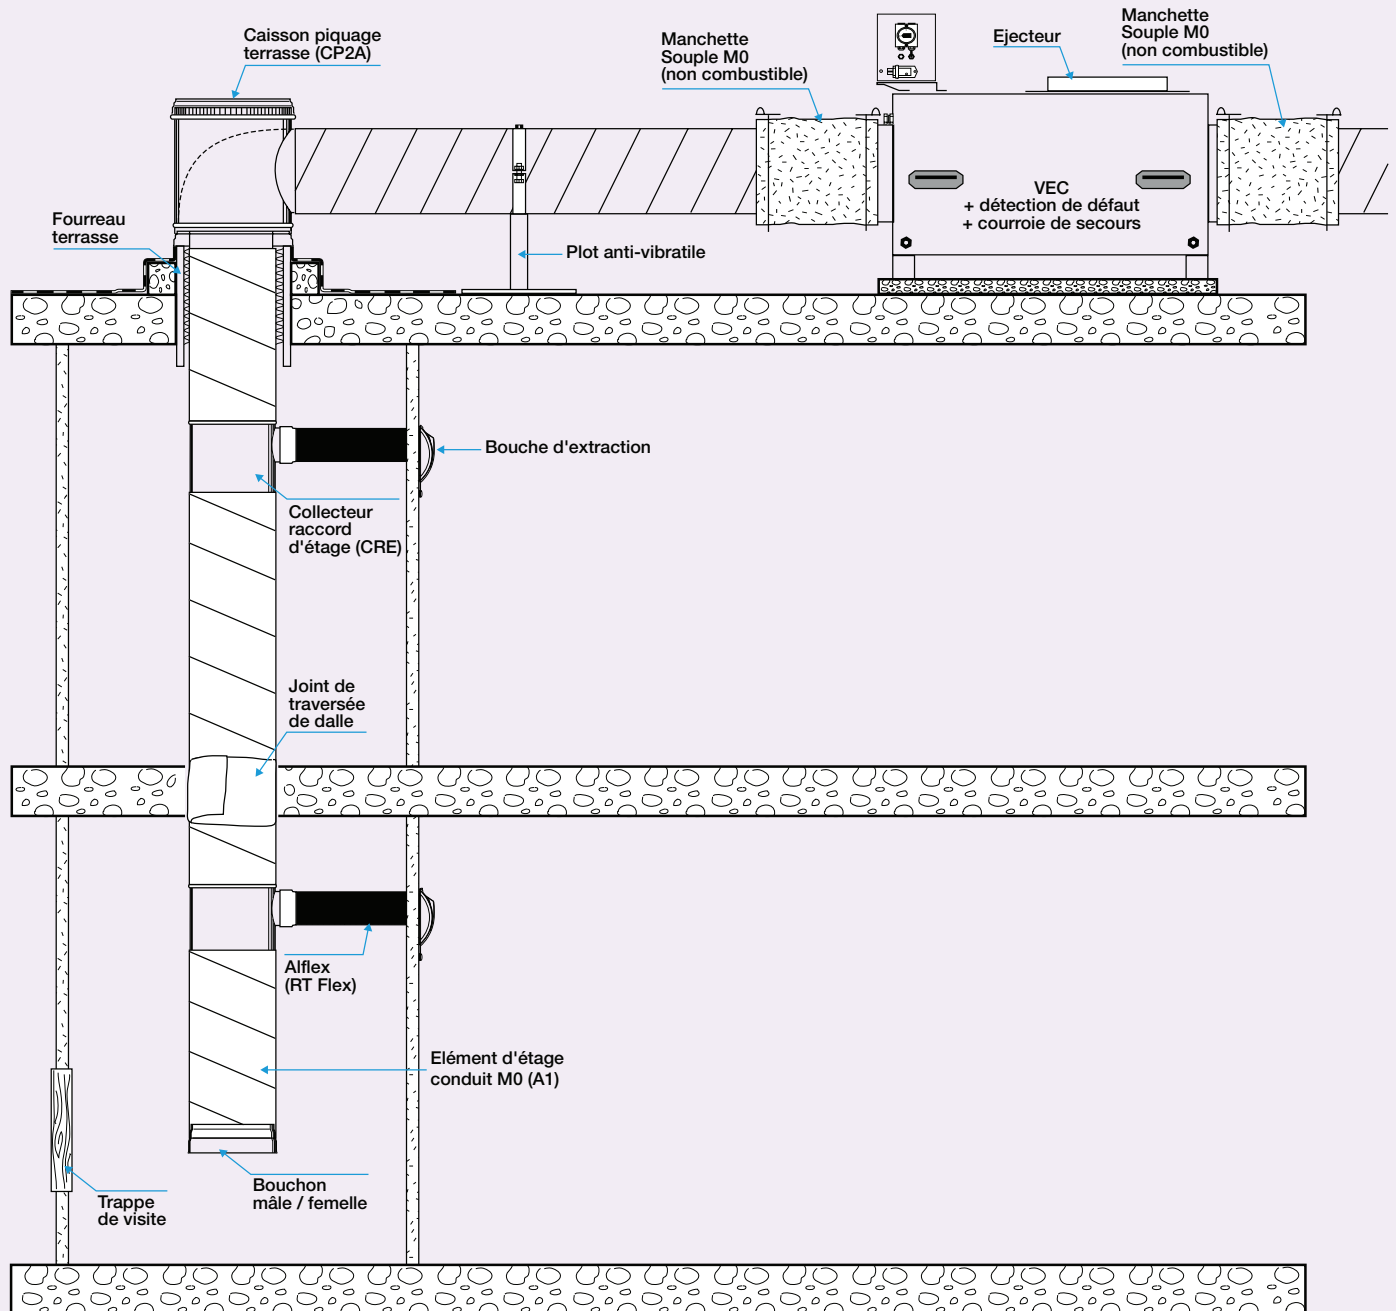 Caisson piquage
terrasse (CP2A)
Manchette
Souple M0
(non combustible)
Ejecteur
Manchette
Souple M0
(non combustible)
VEC
+ détection de défaut
+ courroie de secours
Fourreau
terrasse
Plot anti-vibratile
Bouche d'extraction
Collecteur
raccord
d'étage (CRE)
Joint de
traversée
de dalle
Alflex
(RT Flex)
Elément d'étage
conduit M0 (A1)
Bouchon
mâle / femelle
Trappe
de visite